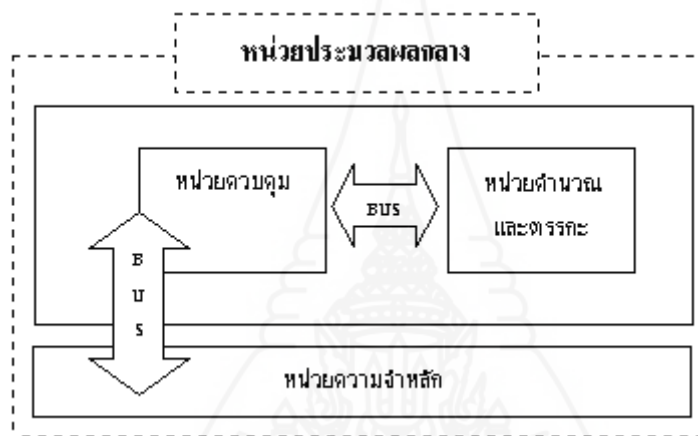 หน่วยประมวลผลกลาง
หน่วยควบคุม
BUS
หน่วยคำนวณ
และตรรกะ
B
U
S
หน่วยความจำหลัก